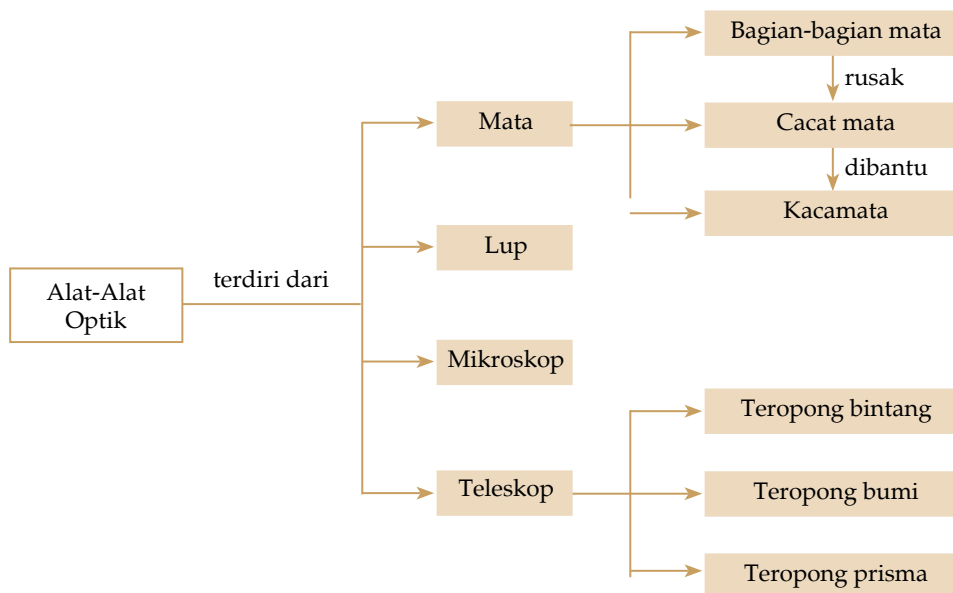 Alat-Alat
Optik
terdiri dari
Mata
Lup
Mikroskop
Teleskop
Bagian-bagian mata
rusak
Cacat mata
dibantu
Kacamata
Teropong bintang
Teropong bumi
Teropong prisma